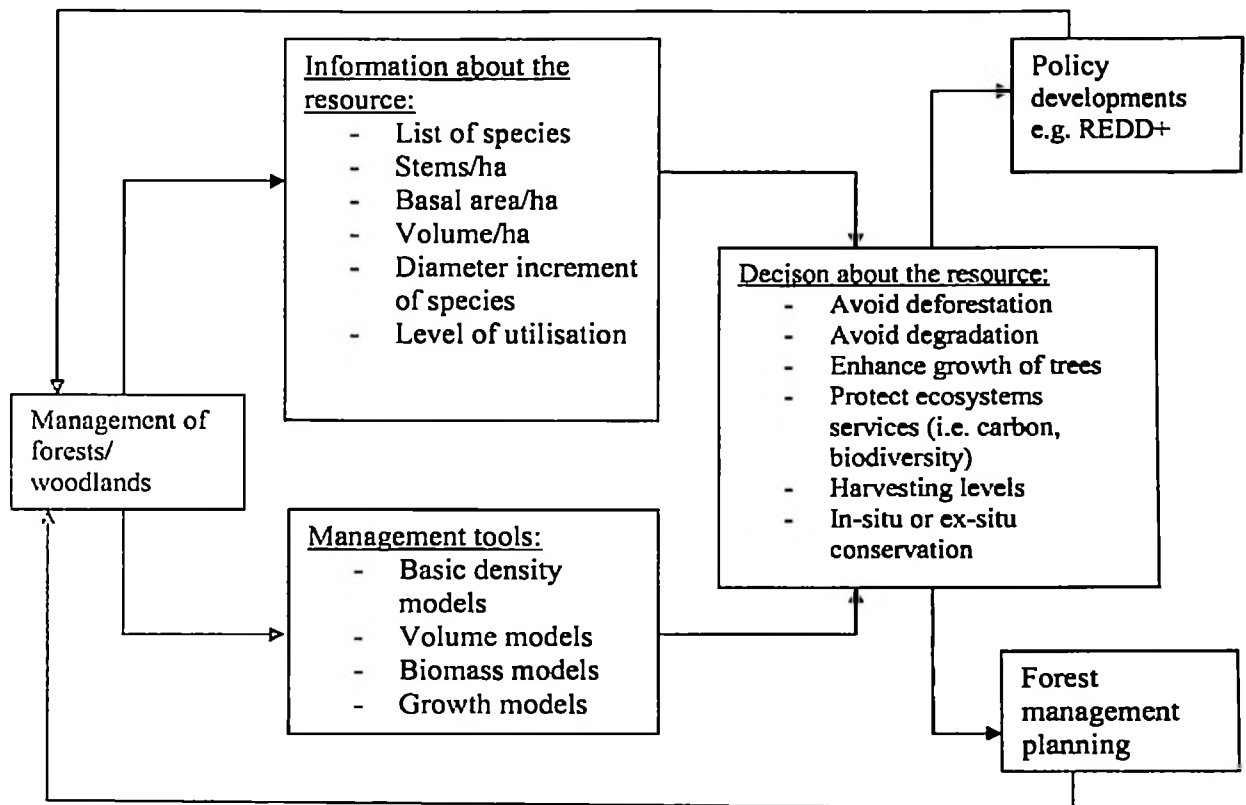 Information about the
resource:
- List of species
- Stems/ha
- Basal area/ha
- Volume/ha
- Diameter increment
of species
- Level of utilisation
Policy
developments
e.g. REDD+
Decison about the resource:
- Avoid deforestation
- Avoid degradation
- Enhance growth of trees
- Protect ecosystems
services (i.e. carbon,
biodiversity)
- Harvesting levels
- In-situ or ex-situ
conservation
Management of
forests/
woodlands
Management tools:
- Basic density
models
- Volume models
- Biomass models
- Growth models
Forest
management
planning